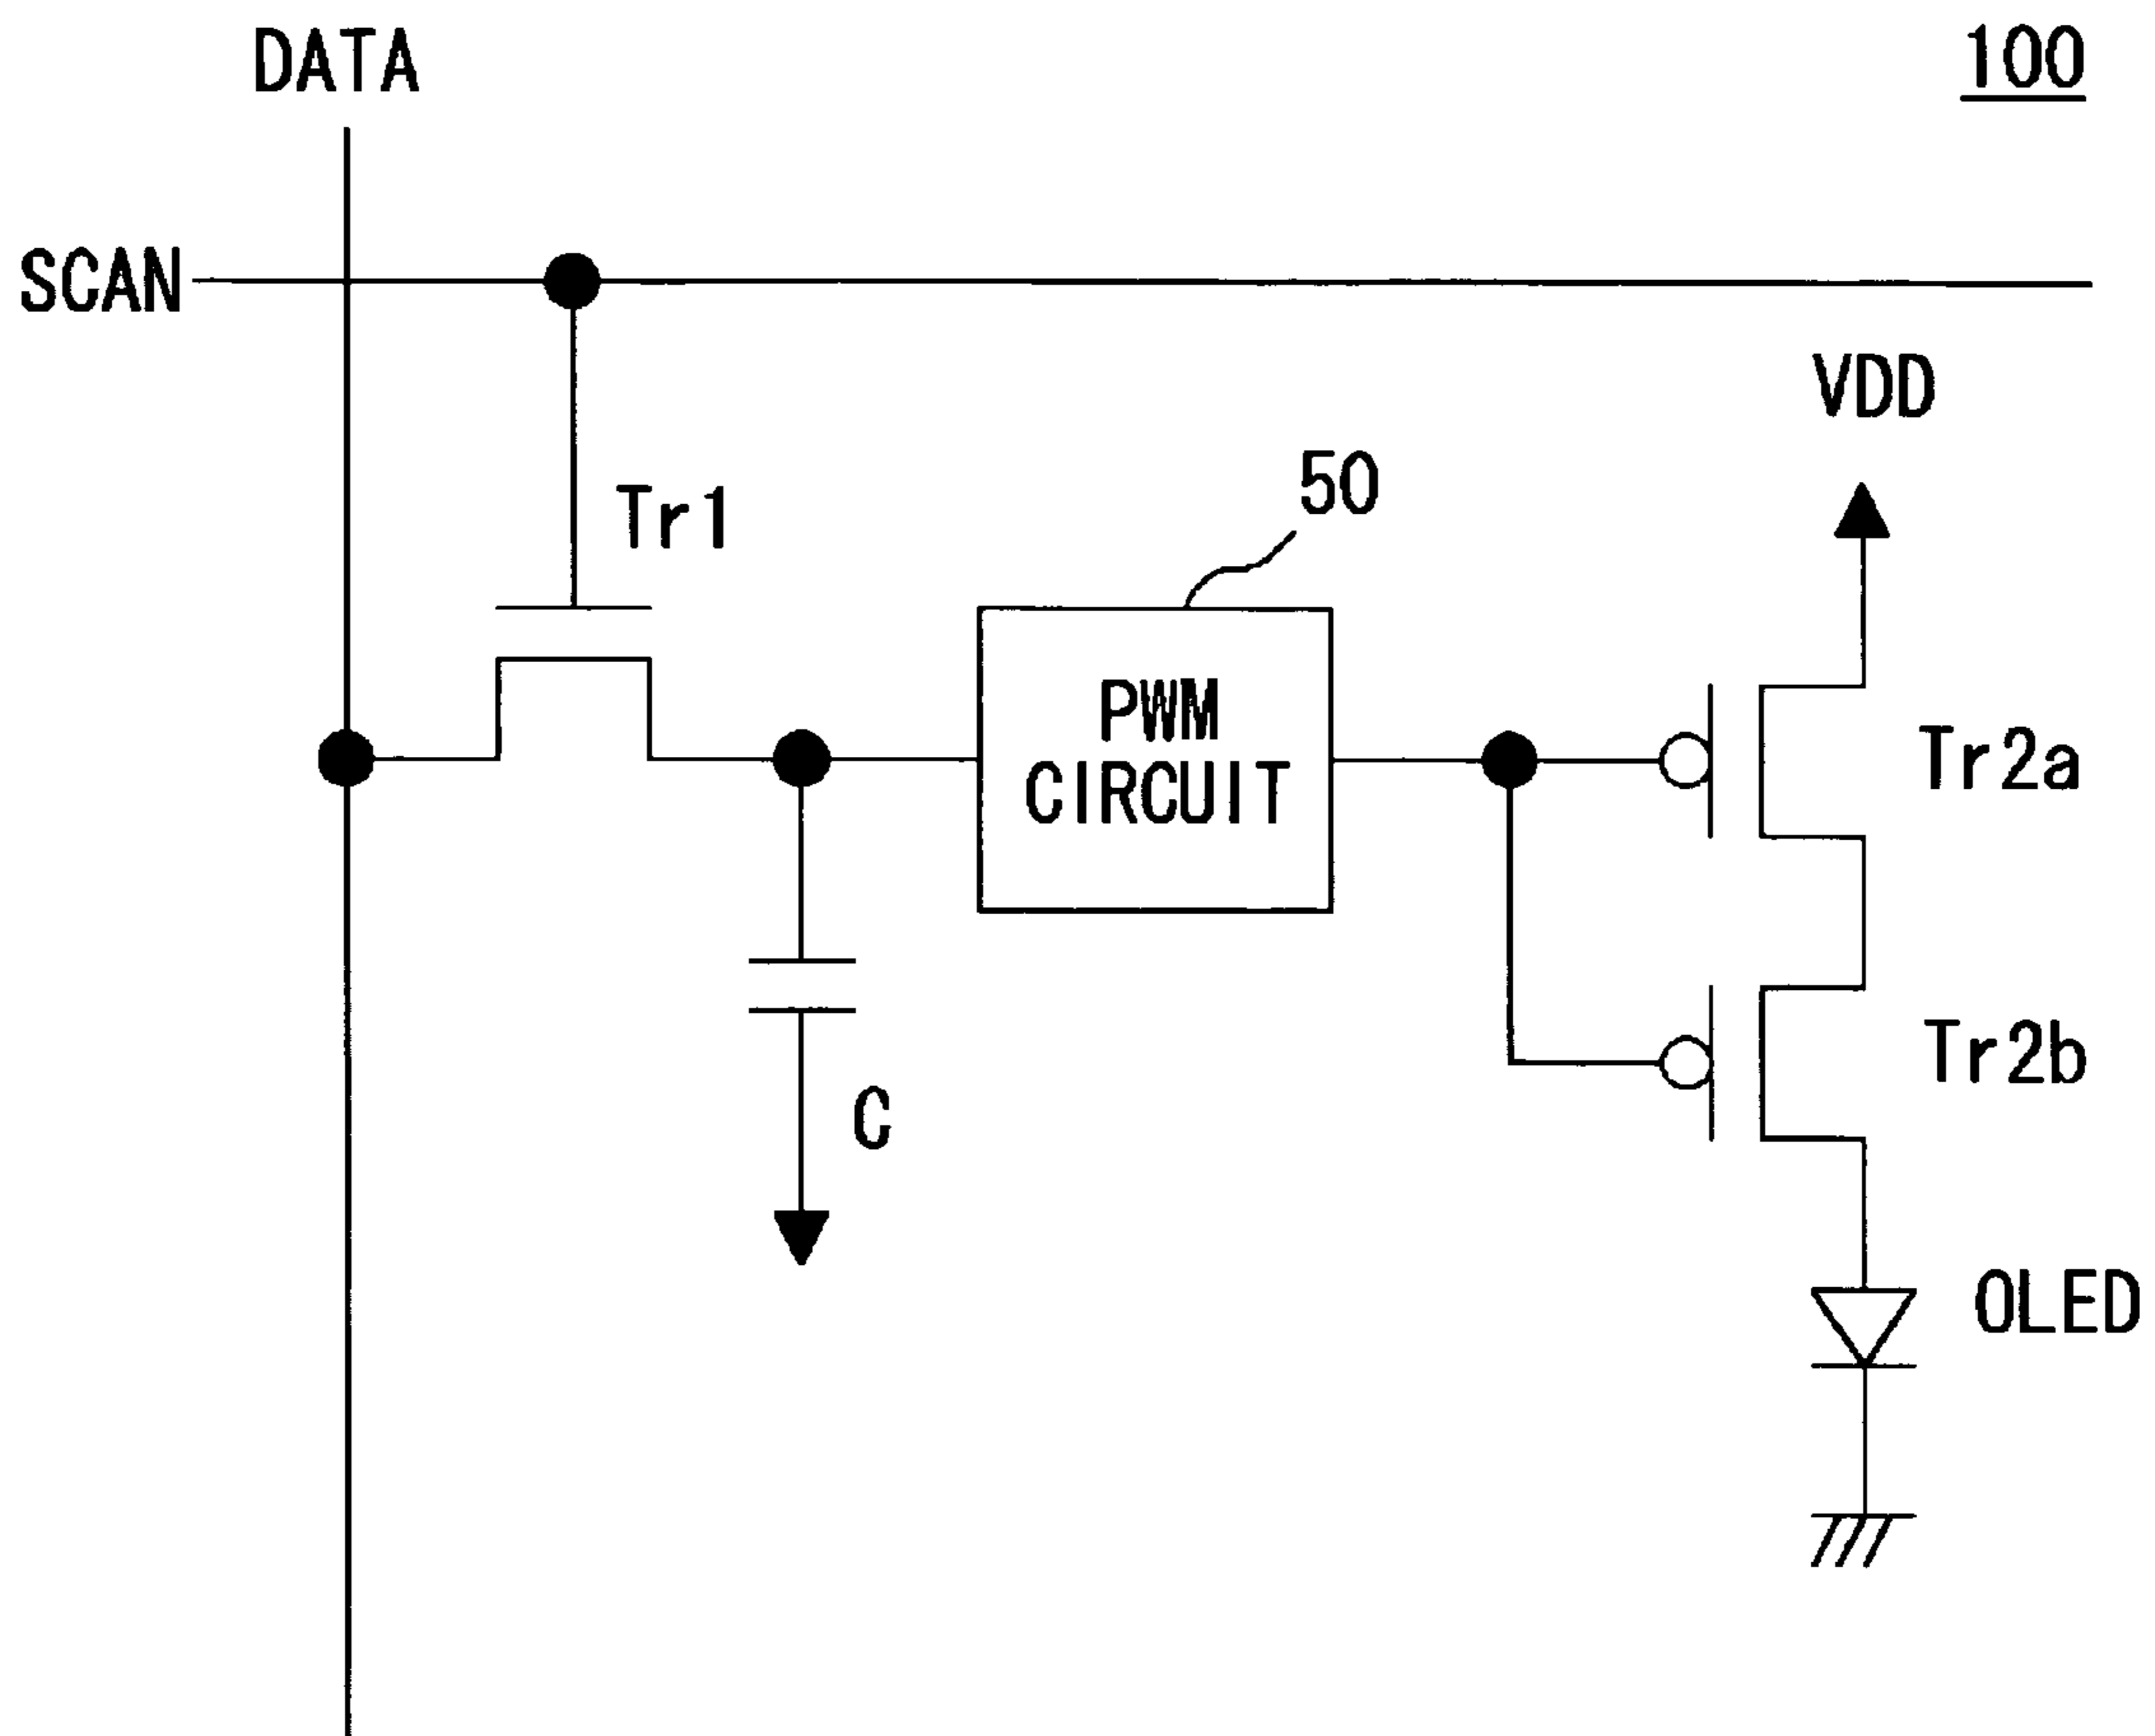 DATA
100
SCAN
VDD
50
Tr1
PWM
CIRCUIT
Tr2a
Tr2b
C
OLED